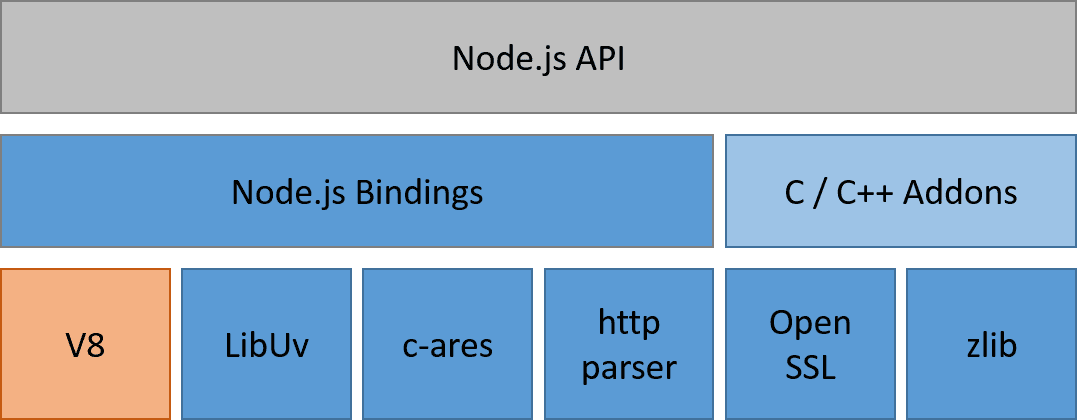 Node.js API
Node.js Bindings
C / C++ Addons
V8
LibUv
c-ares
http
parser
Open
SSL
zlib